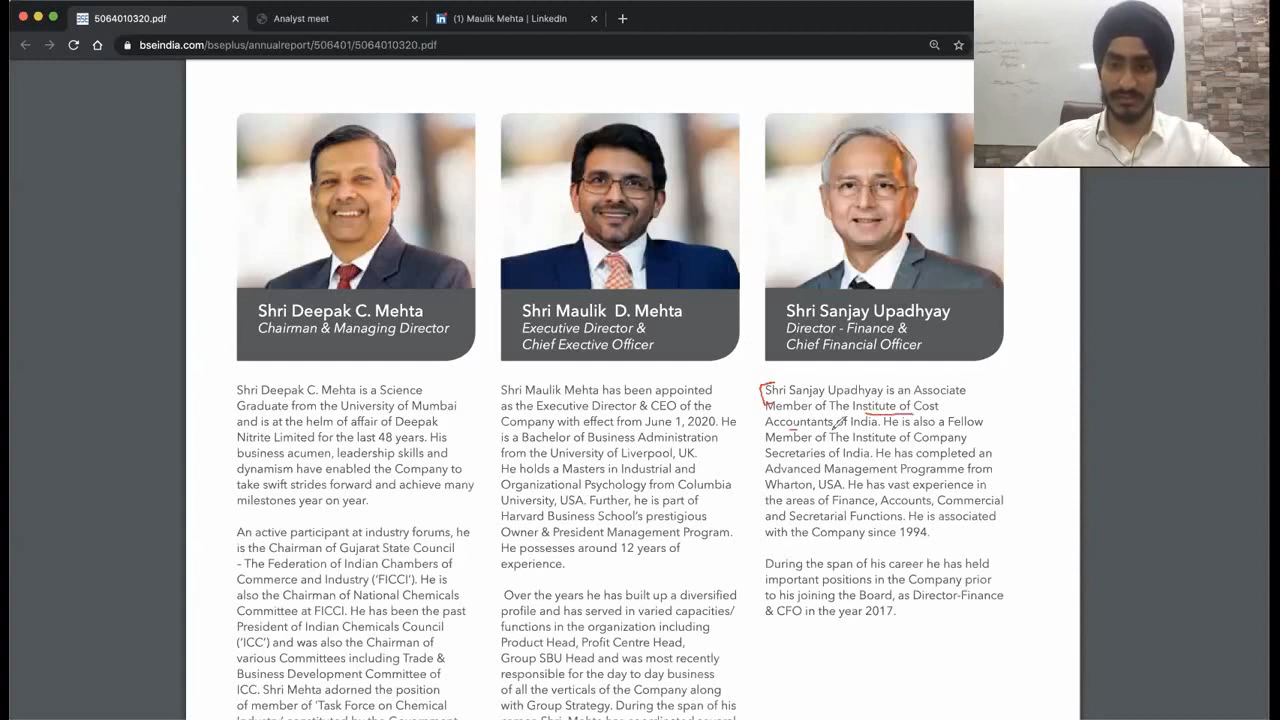 5064010320.pdf
Analyst meet
(1) Maulik Mehta | LinkedIn
bseindia.com/bseplus/annualreport/506401/5064010320.pdf
Shri Deepak C. Mehta
Chairman & Managing Director
Shri Deepak C. Mehta is a Science
Graduate from the University of Mumbai
and is at the helm of affair of Deepak
Nitrite Limited for the last 48 years. His
business acumen, leadership skills and
dynamism have enabled the Company to
take swift strides forward and achieve many
milestones year on year.
An active participant at industry forums, he
is the Chairman of Gujarat State Council
– The Federation of Indian Chambers of
Commerce and Industry ('FICCI'). He is
also the Chairman of National Chemicals
Committee at FICCI. He has been the past
President of Indian Chemicals Council
('ICC') and was also the Chairman of
various Committees including Trade &
Business Development Committee of
ICC. Shri Mehta adorned the position
of member of 'Task Force on Chemical
Industry' constituted by the Government
Shri Maulik D. Mehta
Executive Director &
Chief Exective Officer
Shri Maulik Mehta has been appointed
as the Executive Director & CEO of the
Company with effect from June 1, 2020. He
is a Bachelor of Business Administration
from the University of Liverpool, UK.
He holds a Masters in Industrial and
Organizational Psychology from Columbia
University, USA. Further, he is part of
Harvard Business School's prestigious
Owner & President Management Program.
He possesses around 12 years of
experience.
Over the years he has built up a diversified
profile and has served in varied capacities/
functions in the organization including
Product Head, Profit Centre Head,
Group SBU Head and was most recently
responsible for the day to day business
of all the verticals of the Company along
with Group Strategy. During the span of his
career Shri. Mehta has coordinated several
Shri Sanjay Upadhyay
Director - Finance &
Chief Financial Officer
Shri Sanjay Upadhyay is an Associate
Member of The Institute of Cost
Accountants of India. He is also a Fellow
Member of The Institute of Company
Secretaries of India. He has completed an
Advanced Management Programme from
Wharton, USA. He has vast experience in
the areas of Finance, Accounts, Commercial
and Secretarial Functions. He is associated
with the Company since 1994.
During the span of his career he has held
important positions in the Company prior
to his joining the Board, as Director-Finance
& CFO in the year 2017.